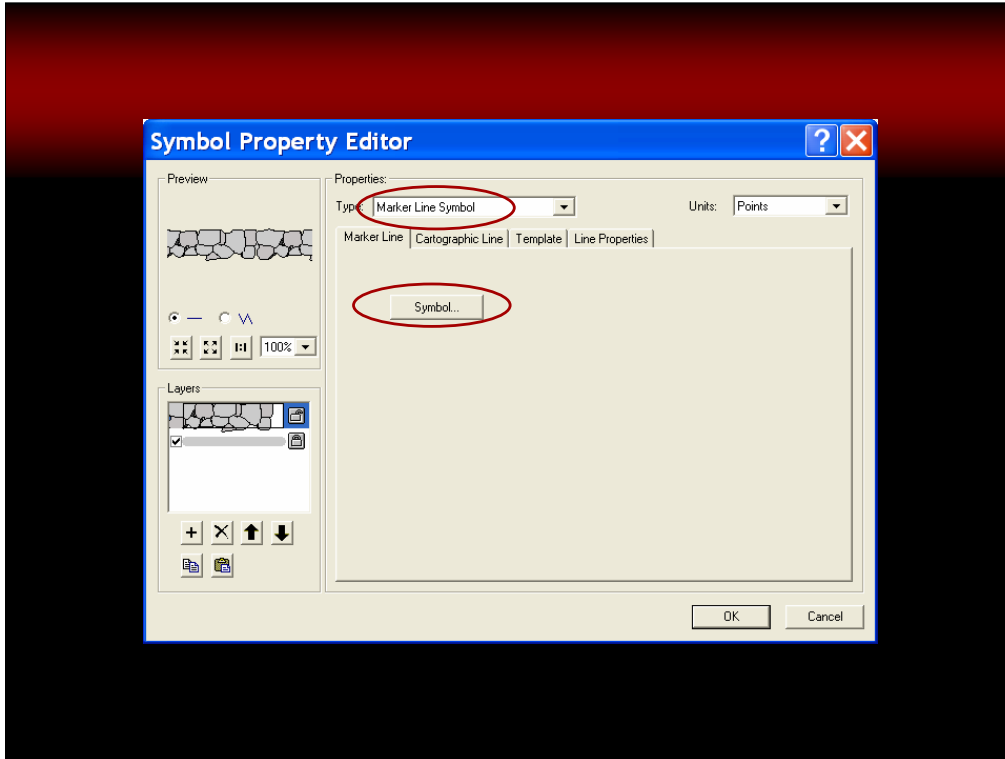 Symbol Property Editor
Preview
100%
Layers
Properties:
Type: Marker Line Symbol
Units: Points
Marker Line Cartographic Line Template Line Properties
Symbol...
OK Cancel